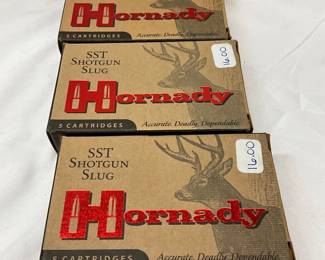 Hornady
5 CARTRIDGES
Accurate. Deadly. Dependable.
SST
SHOTGUN
SLUG
16.00
Hornady
5 CARTRIDGES
Accurate. Deadly. Dependable.
SST
SHOTGUN
SLUG
16.00
Hornady
5 CARTRIDGES
Accurate. Deadly. Dependable.